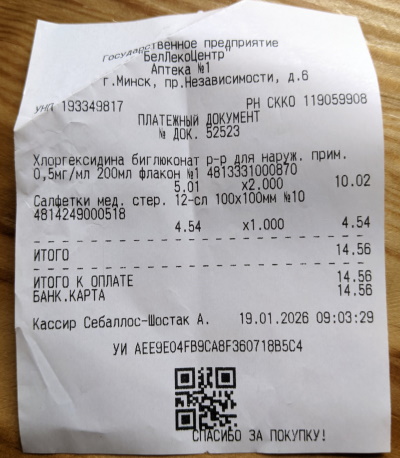 Государственное предприятие
"БелЛекоЦентр"
Аптека №1
г.Минск, пр.Независимости, д.6
УНП 193349817 РН СККО 119059908
ПЛАТЕЖНЫЙ ДОКУМЕНТ
№ ДОК. 52523
Хлоргексидина биглюконат р-р для наруж. прим.
0,5мг/мл 200мл флакон №1 4813331000870
5.01 x2.000 10.02
Салфетки мед. стер. 12-сл 100x100мм №10
4814249000518
4.54 x1.000 4.54
ИТОГО 14.56
ИТОГО К ОПЛАТЕ 14.56
БАНК.КАРТА 14.56
Кассир Себаллос-Шостак А. 19.01.2026 09:03:29
УИ AEE9E04FB9CA8F360718B5C4
СПАСИБО ЗА ПОКУПКУ!